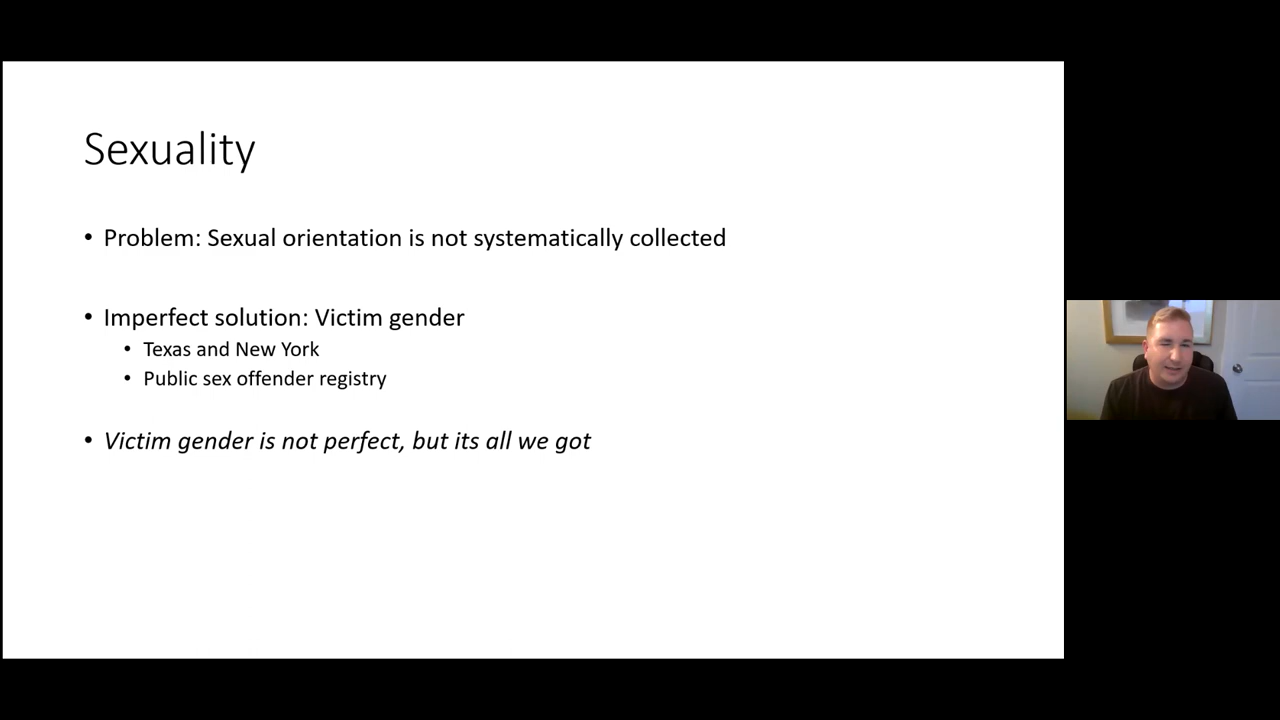 Sexuality
• Problem: Sexual orientation is not systematically collected
• Imperfect solution: Victim gender
• Texas and New York
• Public sex offender registry
• Victim gender is not perfect, but its all we got